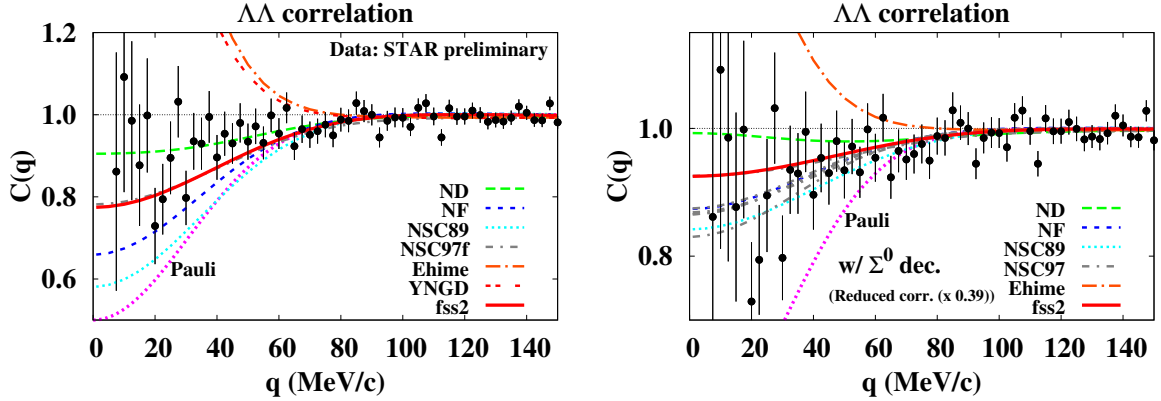 ΛΛ correlation
Data: STAR preliminary
C(q)
1.2
1.0
0.8
0.6
Pauli
ND
NF
NSC89
NSC97f
Ehime
YNGD
fss2
0 20 40 60 80 100 120 140
q (MeV/c)
ΛΛ correlation
C(q)
1.0
0.8
Pauli
w/ Σ⁰ dec.
(Reduced corr. (x 0.39))
ND
NF
NSC89
NSC97
Ehime
fss2
0 20 40 60 80 100 120 140
q (MeV/c)